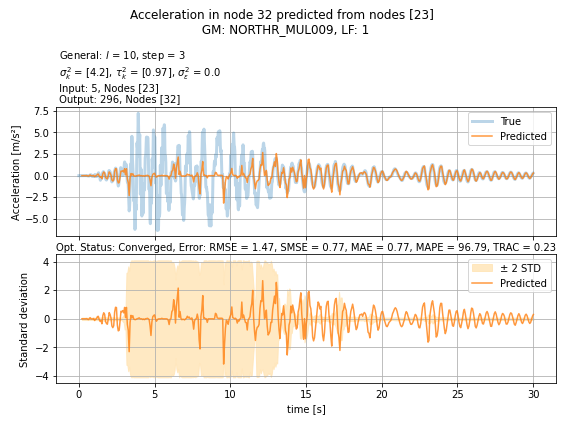 Acceleration in node 32 predicted from nodes [23]
GM: NORTHR_MUL009, LF: 1
General: l = 10, step = 3
σ²ₖ = [4.2], τ²ₖ = [0.97], σ²ε = 0.0
Input: 5, Nodes [23]
Output: 296, Nodes [32]
Acceleration [m/s²]
7.5
5.0
2.5
0.0
−2.5
−5.0
True
Predicted
Opt. Status: Converged, Error: RMSE = 1.47, SMSE = 0.77, MAE = 0.77, MAPE = 96.79, TRAC = 0.23
Standard deviation
4
2
0
−2
−4
± 2 STD
Predicted
0 5 10 15 20 25 30
time [s]